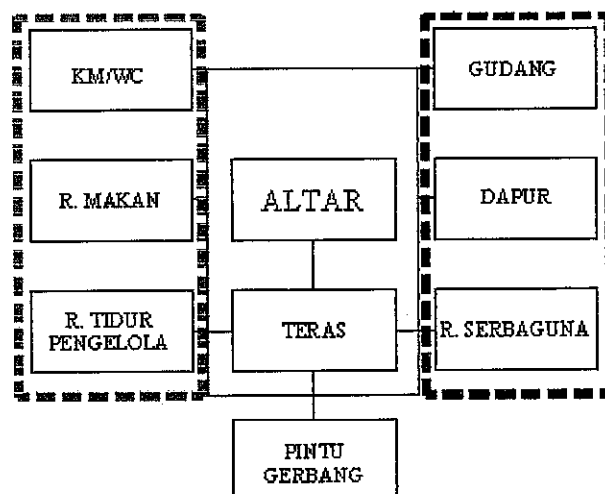 KM/WC
GUDANG
R. MAKAN
ALTAR
DAPUR
R. TIDUR
PENGELOLA
TERAS
R. SERBAGUNA
PINTU
GERBANG